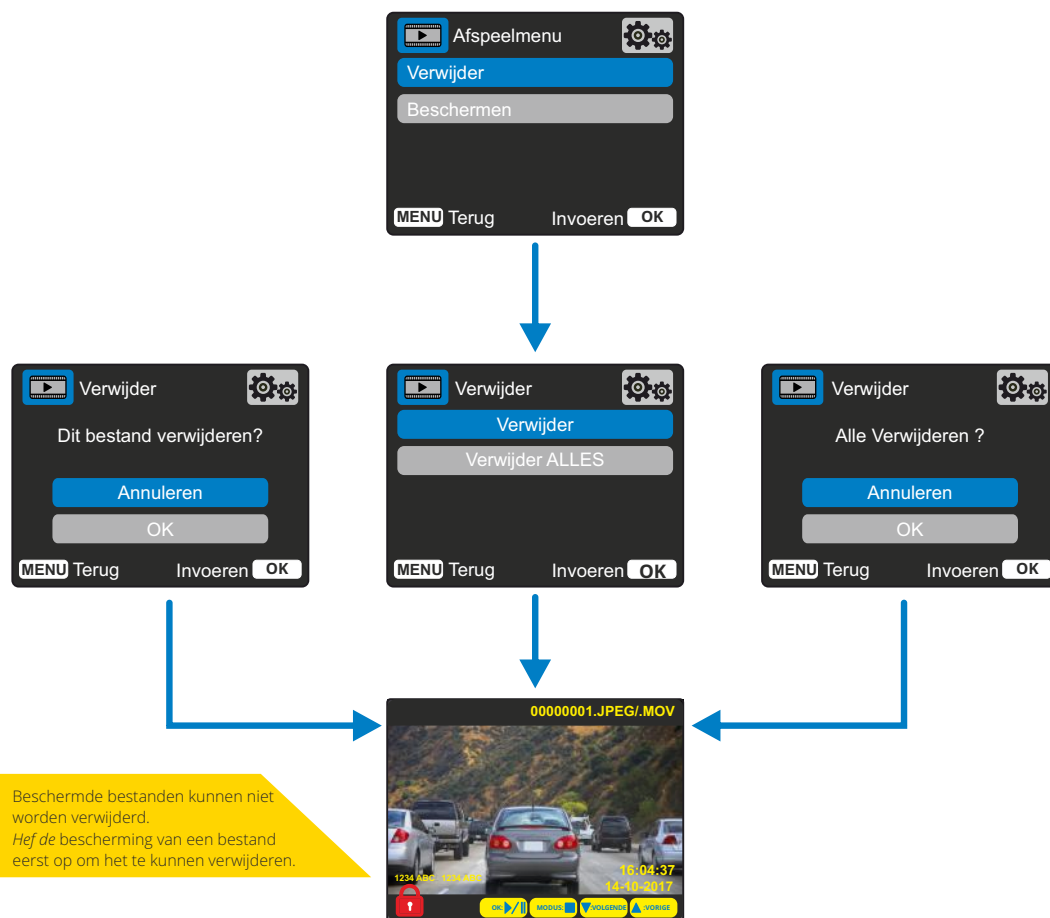 Afspeelmenu
Verwijder
Beschermen
MENU Terug Invoeren OK
Verwijder
Dit bestand verwijderen?
Annuleren
OK
MENU Terug Invoeren OK
Verwijder
Verwijder
Verwijder ALLES
MENU Terug Invoeren OK
Verwijder
Alle Verwijderen ?
Annuleren
OK
MENU Terug Invoeren OK
00000001.JPEG/.MOV
16:04:37
1234 ABC 1234 ABC
14-10-2017
OK: MODUS: :VOLGENDE :VORIGE
Beschermde bestanden kunnen niet
worden verwijderd.
Hef de bescherming van een bestand
eerst op om het te kunnen verwijderen.